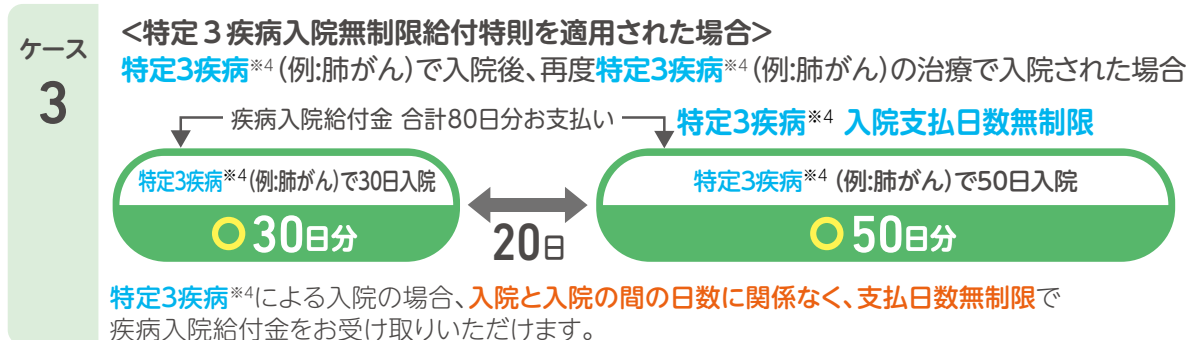 ケース
3
<特定3疾病入院無制限給付特則を適用された場合>
特定3疾病※4(例:肺がん)で入院後、再度特定3疾病※4(例:肺がん)の治療で入院された場合
疾病入院給付金 合計80日分お支払い
特定3疾病※4 入院支払日数無制限
特定3疾病※4(例:肺がん)で30日入院
○30日分
20日
特定3疾病※4 (例:肺がん)で50日入院
○50日分
特定3疾病※4による入院の場合、入院と入院の間の日数に関係なく、支払日数無制限で
疾病入院給付金をお受け取りいただけます。